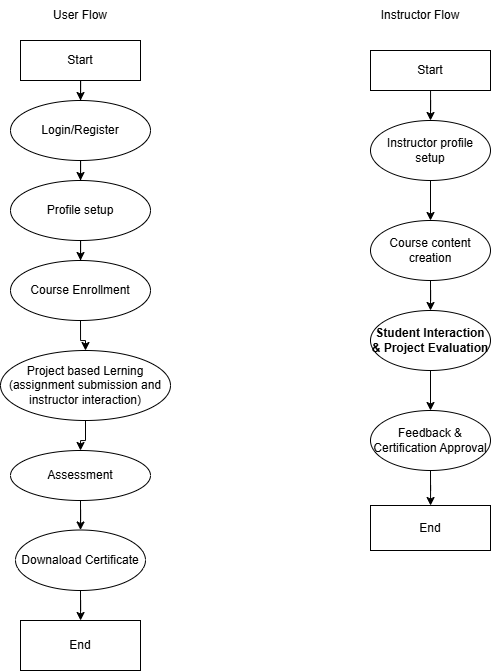 User Flow
Start
Login/Register
Profile setup
Course Enrollment
Project based Lerning
(assignment submission and
instructor interaction)
Assessment
Downaload Certificate
End
Instructor Flow
Start
Instructor profile
setup
Course content
creation
Student Interaction
& Project Evaluation
Feedback &
Certification Approval
End